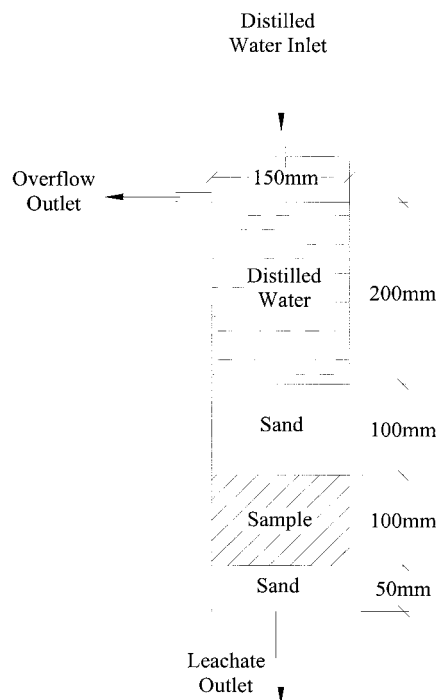 Distilled
Water Inlet
150mm
Overflow
Outlet
Distilled
Water
200mm
Sand
100mm
Sample
100mm
Sand
50mm
Leachate
Outlet